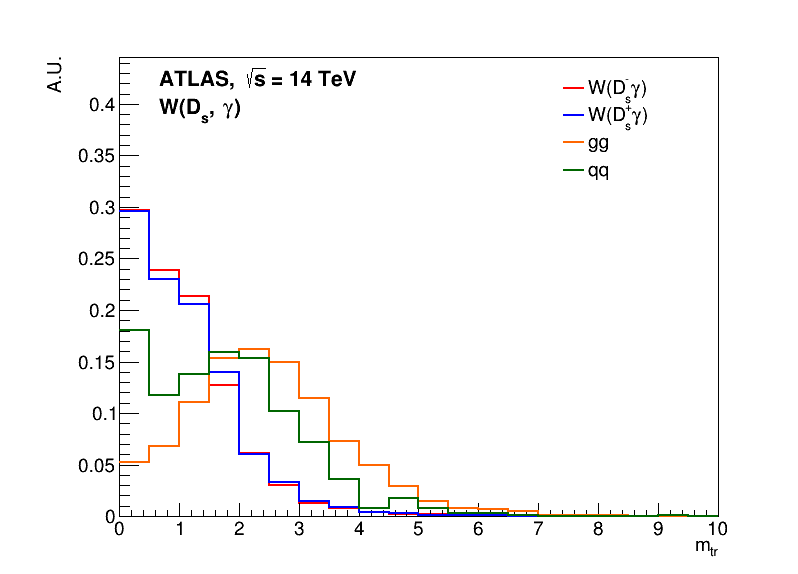 A.U.
ATLAS, √s = 14 TeV
W(Dₛ, γ)
W(Dₛ⁻γ)
W(Dₛ⁺γ)
gg
qq
0.4
0.35
0.3
0.25
0.2
0.15
0.1
0.05
0
0 1 2 3 4 5 6 7 8 9 10
m_tr